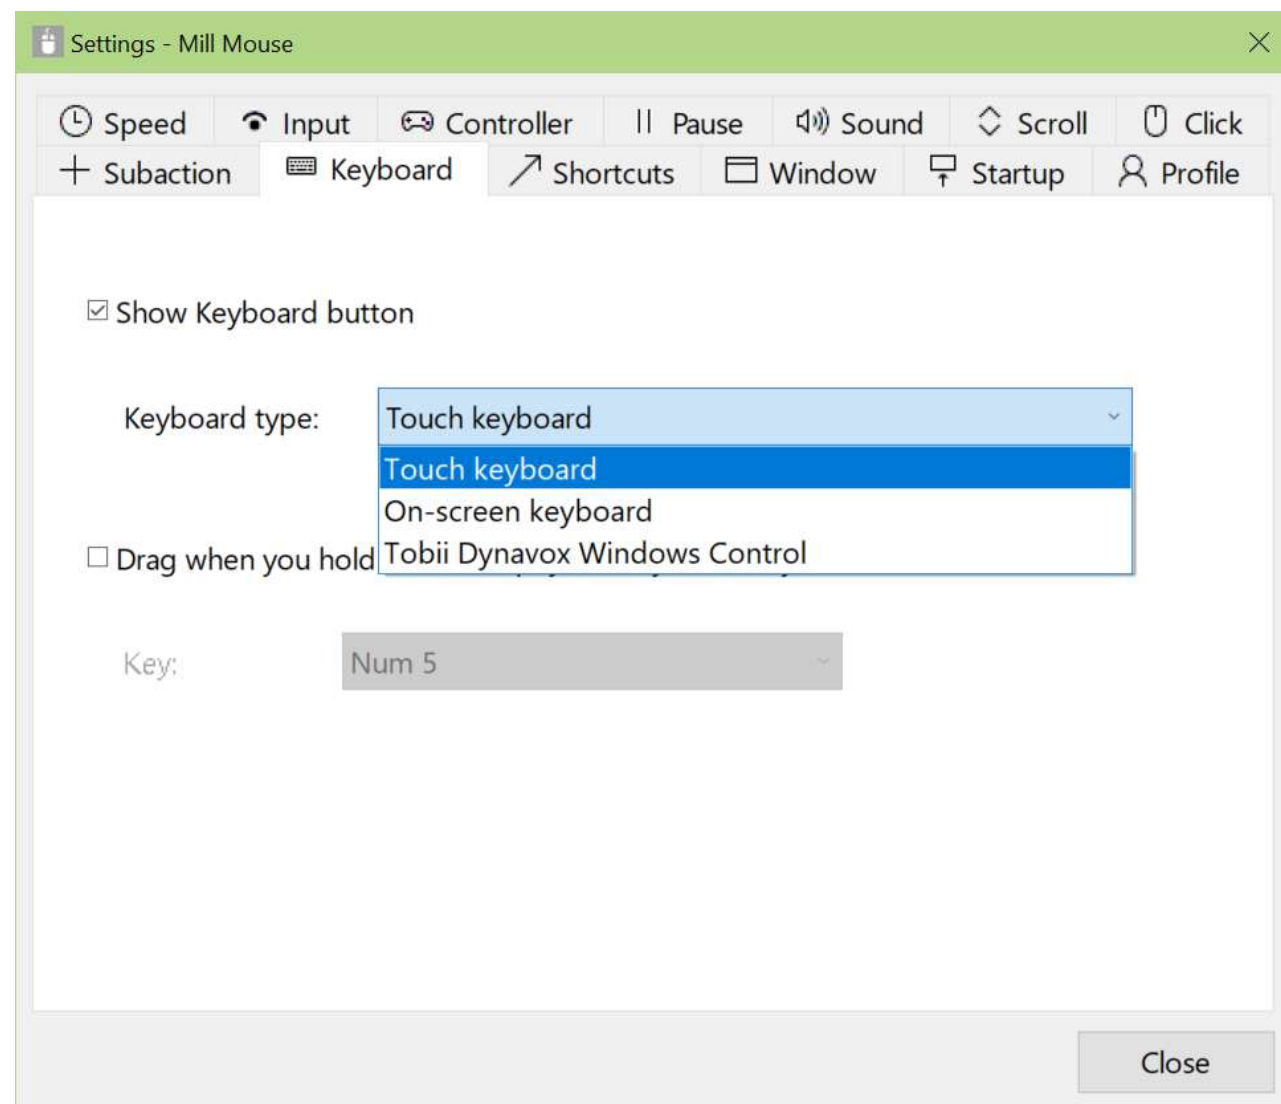 Settings - Mill Mouse
Speed Input Controller Pause Sound Scroll Click
Subaction Keyboard Shortcuts Window Startup Profile
Show Keyboard button
Keyboard type: Touch keyboard
Touch keyboard
On-screen keyboard
Tobii Dynavox Windows Control
Drag when you hold
Key: Num 5
Close